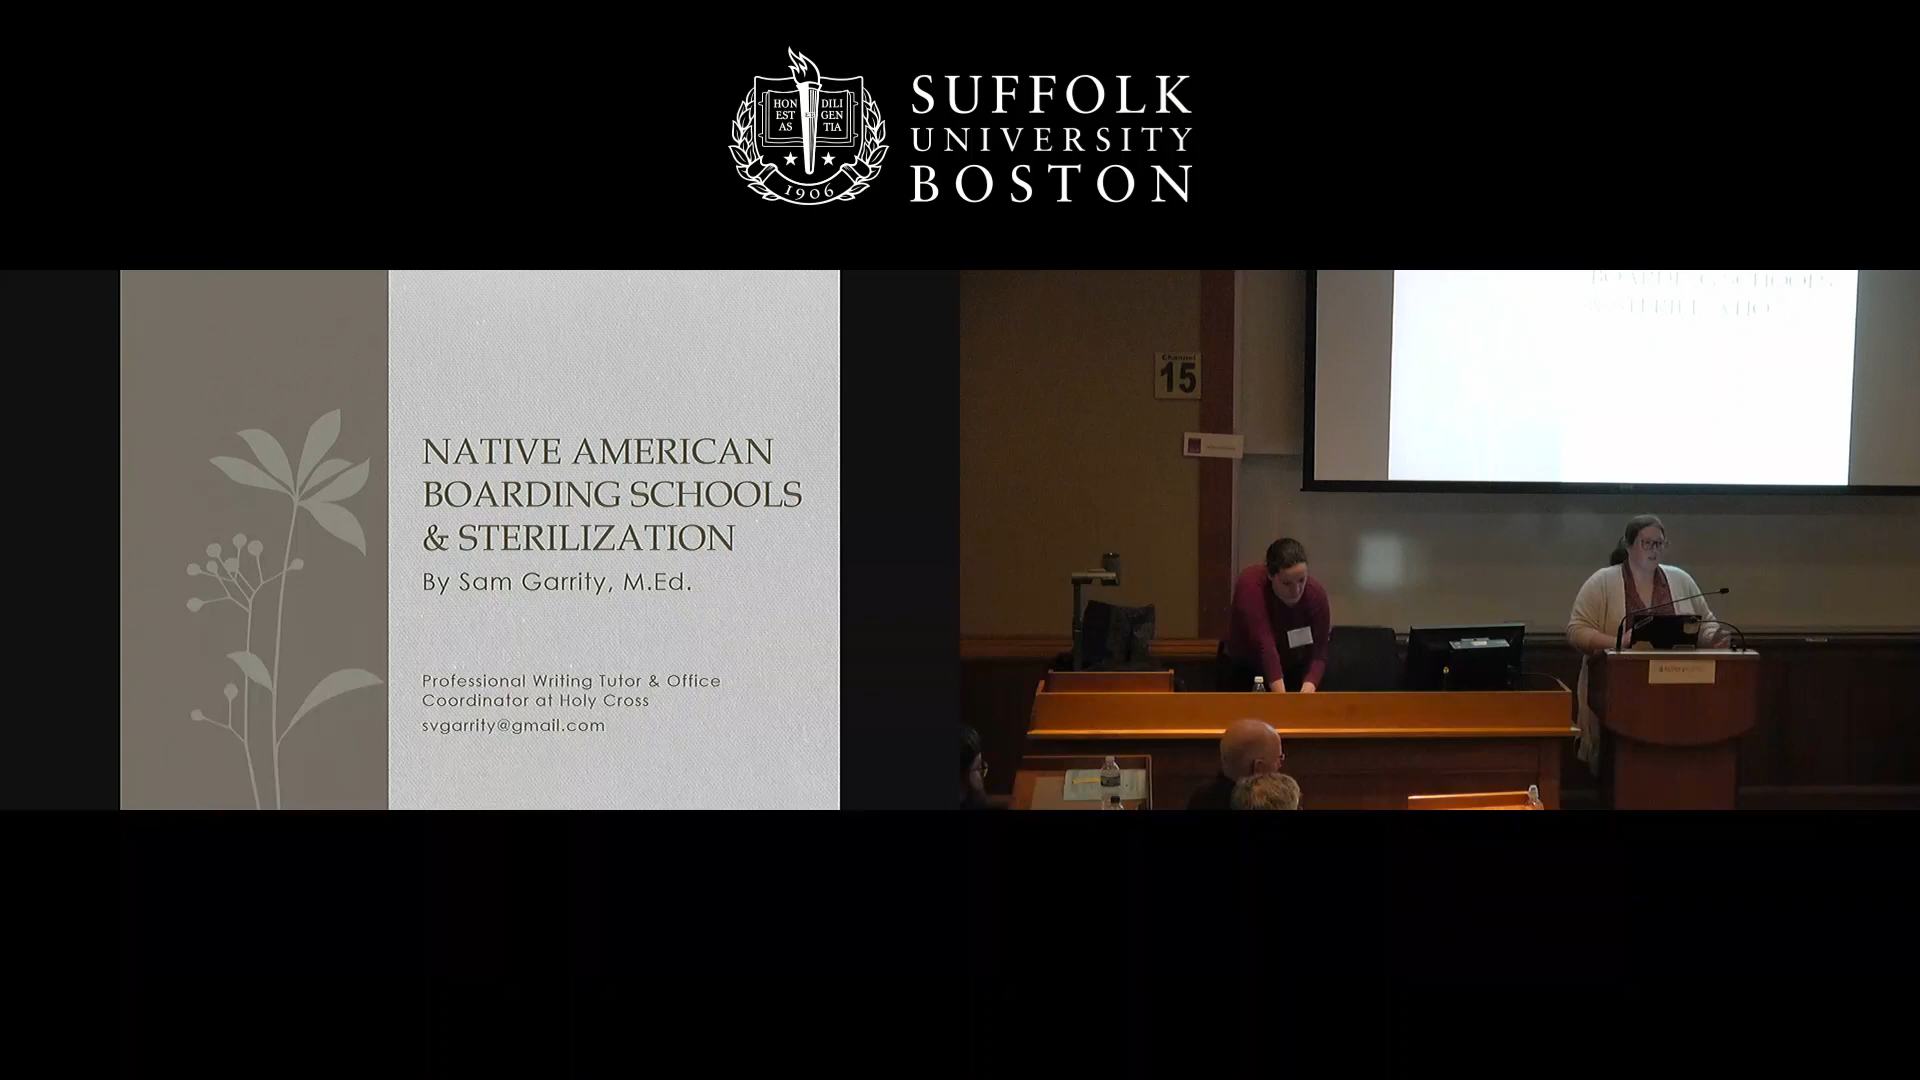 HON
EST
AS
DILI
GEN
TIA
1906
SUFFOLK
UNIVERSITY
BOSTON
NATIVE AMERICAN
BOARDING SCHOOLS
& STERILIZATION
By Sam Garrity, M.Ed.
Professional Writing Tutor & Office
Coordinator at Holy Cross
svgarrity@gmail.com
Channel
15